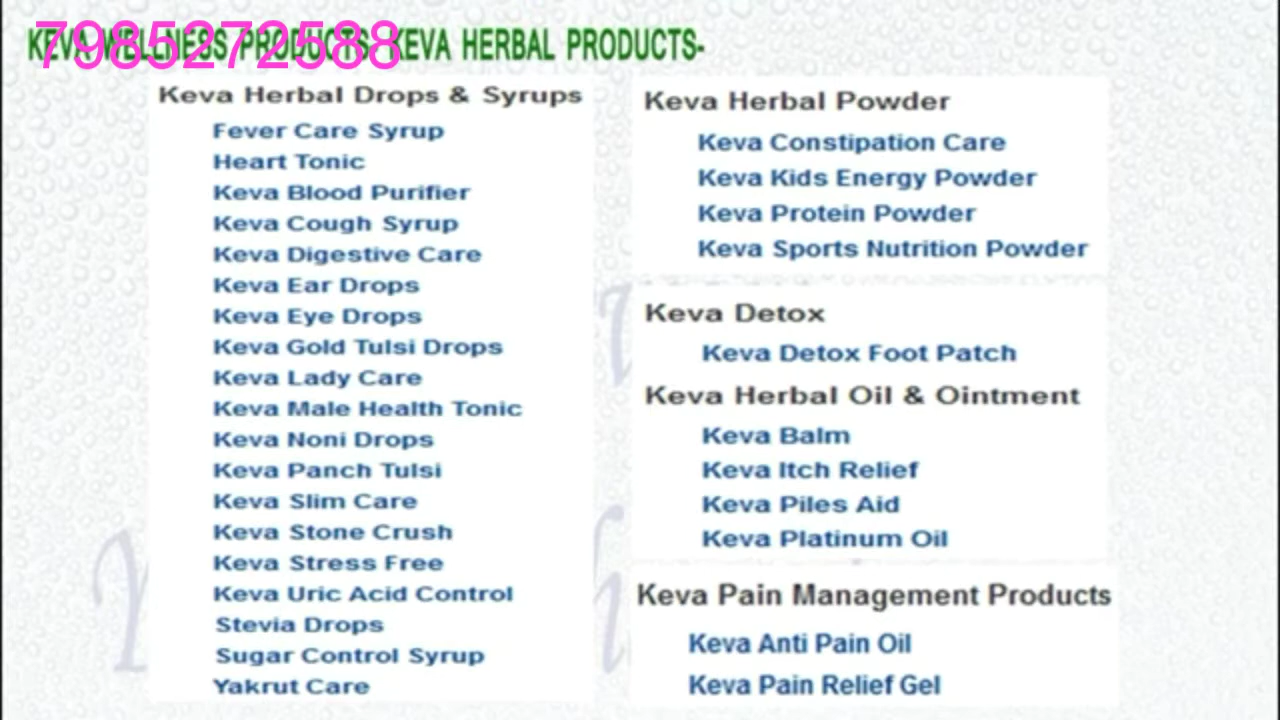 7985272588
KEVA WELLNESS PRODUCTS- KEVA HERBAL PRODUCTS-
Keva Herbal Drops & Syrups
Fever Care Syrup
Heart Tonic
Keva Blood Purifier
Keva Cough Syrup
Keva Digestive Care
Keva Ear Drops
Keva Eye Drops
Keva Gold Tulsi Drops
Keva Lady Care
Keva Male Health Tonic
Keva Noni Drops
Keva Panch Tulsi
Keva Slim Care
Keva Stone Crush
Keva Stress Free
Keva Uric Acid Control
Stevia Drops
Sugar Control Syrup
Yakrut Care
Keva Herbal Powder
Keva Constipation Care
Keva Kids Energy Powder
Keva Protein Powder
Keva Sports Nutrition Powder
Keva Detox
Keva Detox Foot Patch
Keva Herbal Oil & Ointment
Keva Balm
Keva Itch Relief
Keva Piles Aid
Keva Platinum Oil
Keva Pain Management Products
Keva Anti Pain Oil
Keva Pain Relief Gel